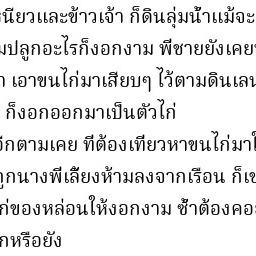 นียวและข้าวเจ้า ก็ดินลุ่มน้ำแม้จะ
มปลูกอะไรก็งอกงาม พี่ชายยังเคย
า เอาขนไก่มาเสียบๆ ไว้ตามดินเลน
ก็งอกออกมาเป็นตัวไก่
อีกตามเคย ที่ต้องเที่ยวหาขนไก่มา
ถูกนางพี่เลี้ยงห้ามลงจากเรือน ก็เ
ก่ของหล่อนให้งอกงาม ซ้ำต้องคอ
กหรือยัง